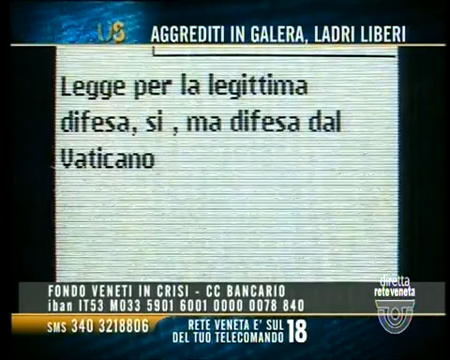 US
AGGREDITI IN GALERA, LADRI LIBERI
Legge per la legittima
difesa, si , ma difesa dal
Vaticano
diretta
reteveneta
FONDO VENETI IN CRISI - CC BANCARIO
iban IT53 M033 5901 6001 0000 0078 840
SMS 340 3218806
RETE VENETA E' SUL
DEL TUO TELECOMANDO
18